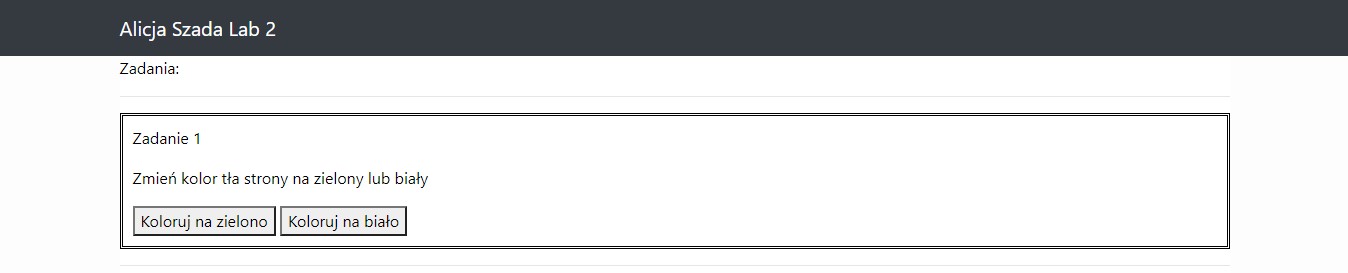 Alicja Szada Lab 2
Zadania:
Zadanie 1
Zmień kolor tła strony na zielony lub biały
Koloruj na zielono Koloruj na biało